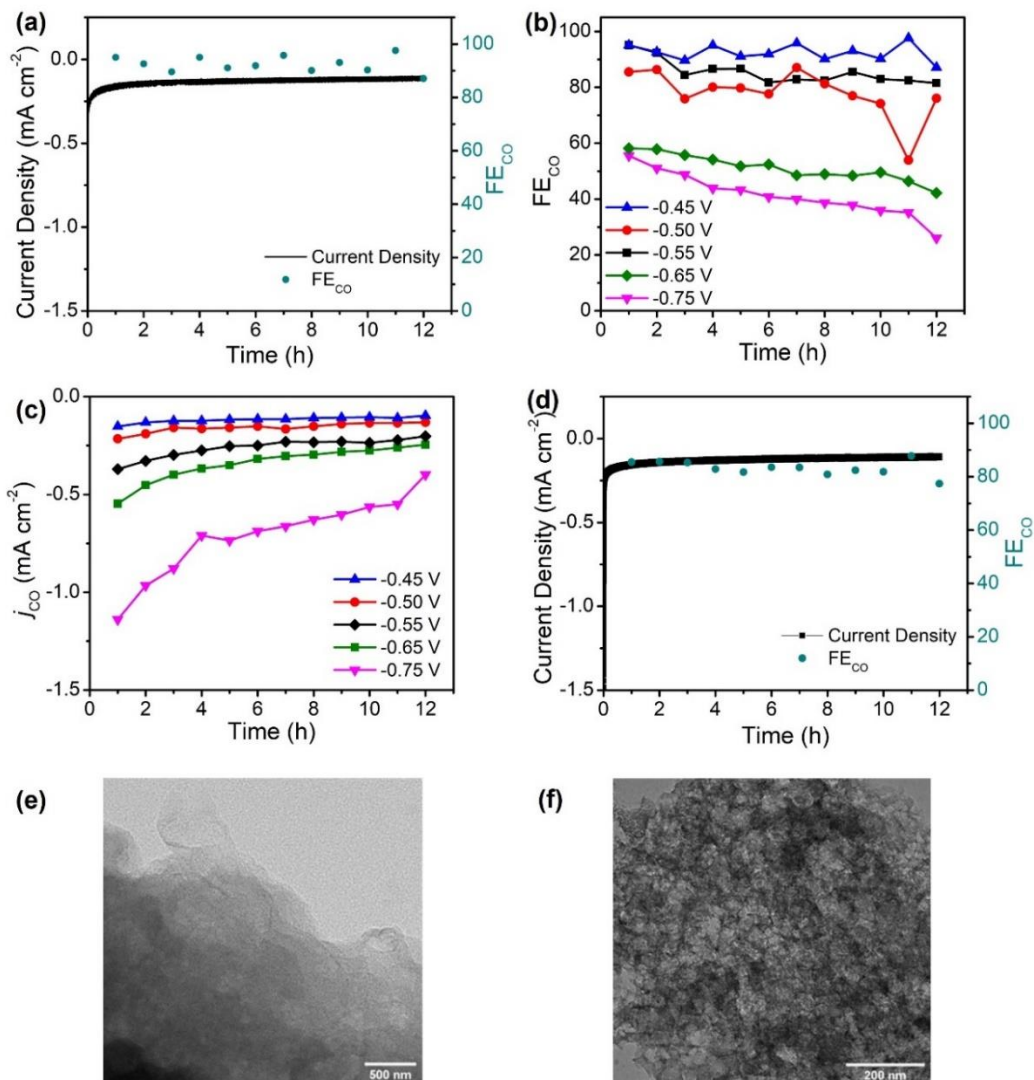 (a)
0.0
-0.5
-1.0
-1.5
Current Density (mA cm⁻²)
100
80
60
40
20
0
FE_CO
Current Density
FE_CO
0 2 4 6 8 10 12
Time (h)
(b)
100
80
60
40
20
0
FE_CO
-0.45 V
-0.50 V
-0.55 V
-0.65 V
-0.75 V
0 2 4 6 8 10 12
Time (h)
(c)
0.0
-0.5
-1.0
-1.5
j_CO (mA cm⁻²)
-0.45 V
-0.50 V
-0.55 V
-0.65 V
-0.75 V
0 2 4 6 8 10 12
Time (h)
(d)
0.0
-0.5
-1.0
-1.5
Current Density (mA cm⁻²)
100
80
60
40
20
0
FE_CO
Current Density
FE_CO
0 2 4 6 8 10 12
Time (h)
(e)
500 nm
(f)
200 nm